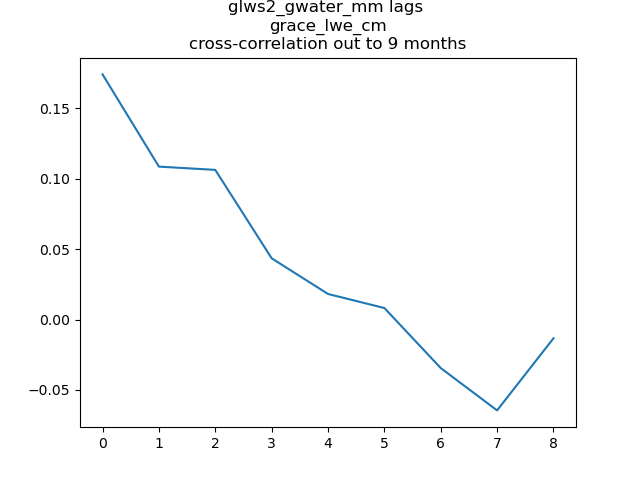 glws2_gwater_mm lags
grace_lwe_cm
cross-correlation out to 9 months
0.15
0.10
0.05
0.00
−0.05
0 1 2 3 4 5 6 7 8